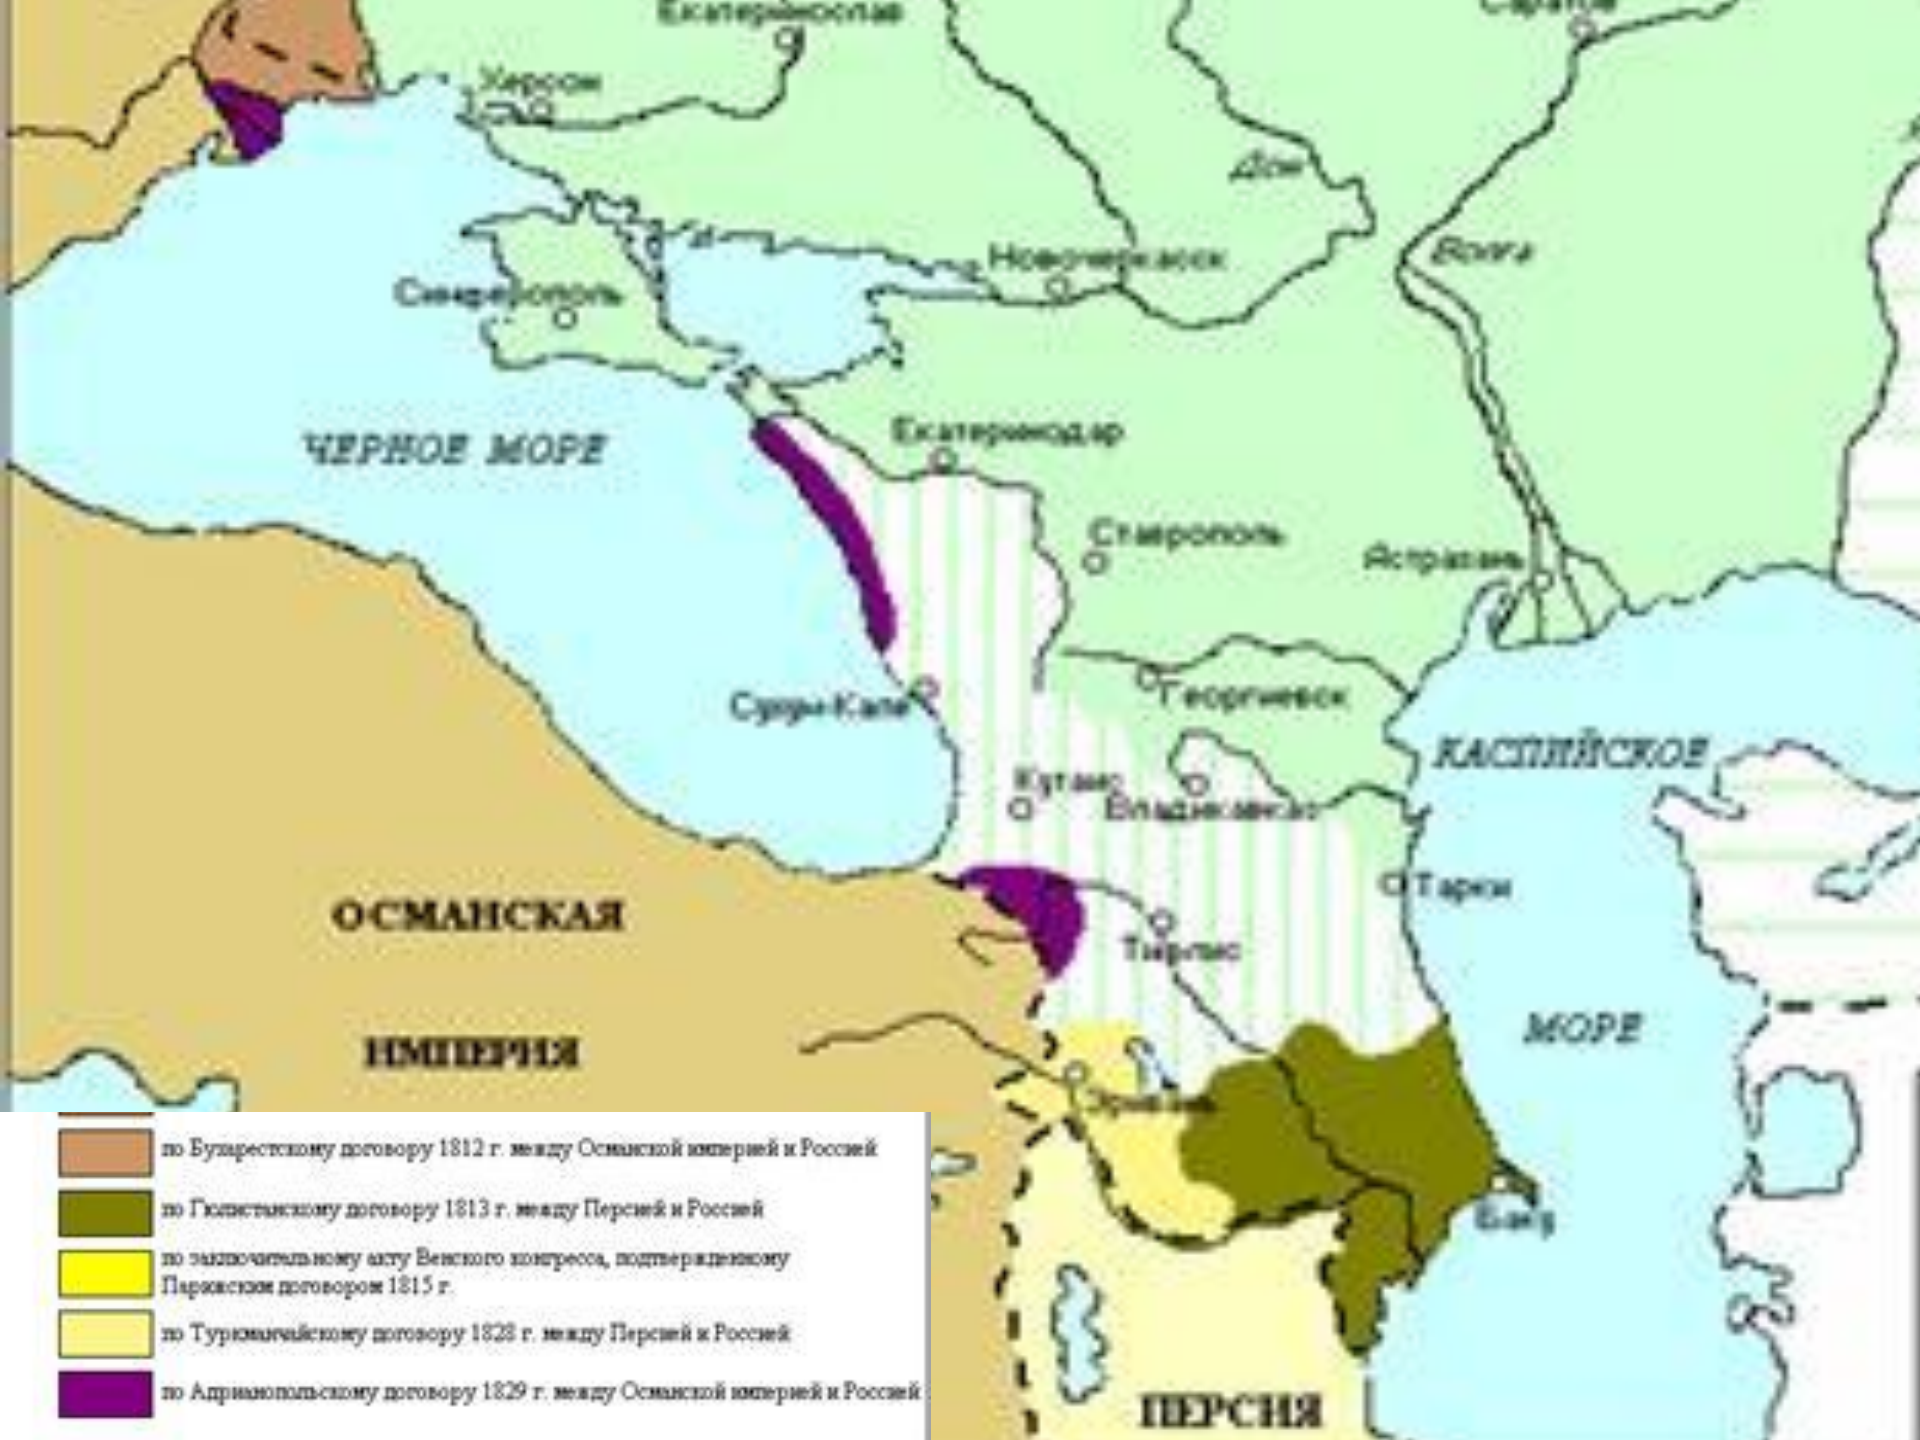 Екатеринослав
Саратов
Херсон
Дон
Волга
Новочеркасск
Симферополь
Екатеринодар
ЧЕРНОЕ МОРЕ
Ставрополь
Астрахань
Георгиевск
Сухум-Кале
КАСПИЙСКОЕ
Кутаис
Владикавказ
Тарки
ОСМАНСКАЯ
Тифлис
МОРЕ
ИМПЕРИЯ
Эривань
по Бухарестскому договору 1812 г. между Османской империей и Россией
по Гюлистанскому договору 1813 г. между Персией и Россией
Баку
по заключительному акту Венского конгресса, подтвержденному
Парижским договором 1815 г.
по Туркманчайскому договору 1828 г. между Персией и Россией
по Адрианопольскому договору 1829 г. между Османской империей и Россией
ПЕРСИЯ